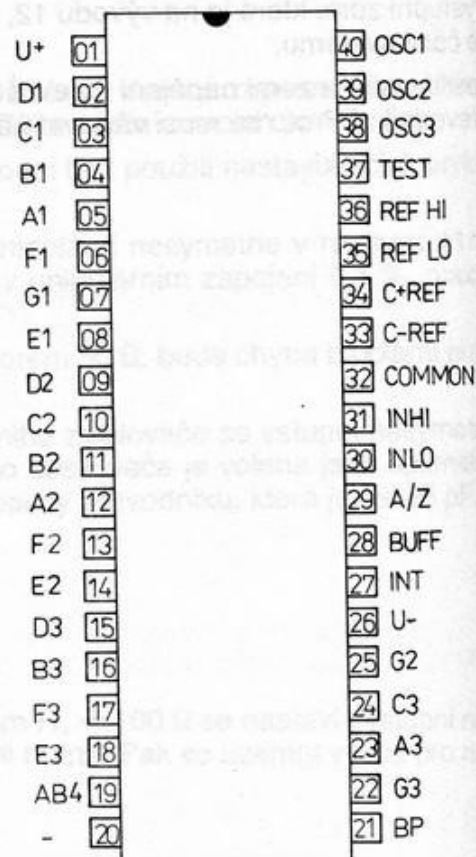 U+ 01 40 OSC1
D1 02 39 OSC2
C1 03 38 OSC3
B1 04 37 TEST
A1 05 36 REF HI
F1 06 35 REF LO
G1 07 34 C+REF
E1 08 33 C-REF
D2 09 32 COMMON
C2 10 31 INHI
B2 11 30 INLO
A2 12 29 A/Z
F2 13 28 BUFF
E2 14 27 INT
D3 15 26 U-
B3 16 25 G2
F3 17 24 C3
E3 18 23 A3
AB4 19 22 G3
- 20 21 BP